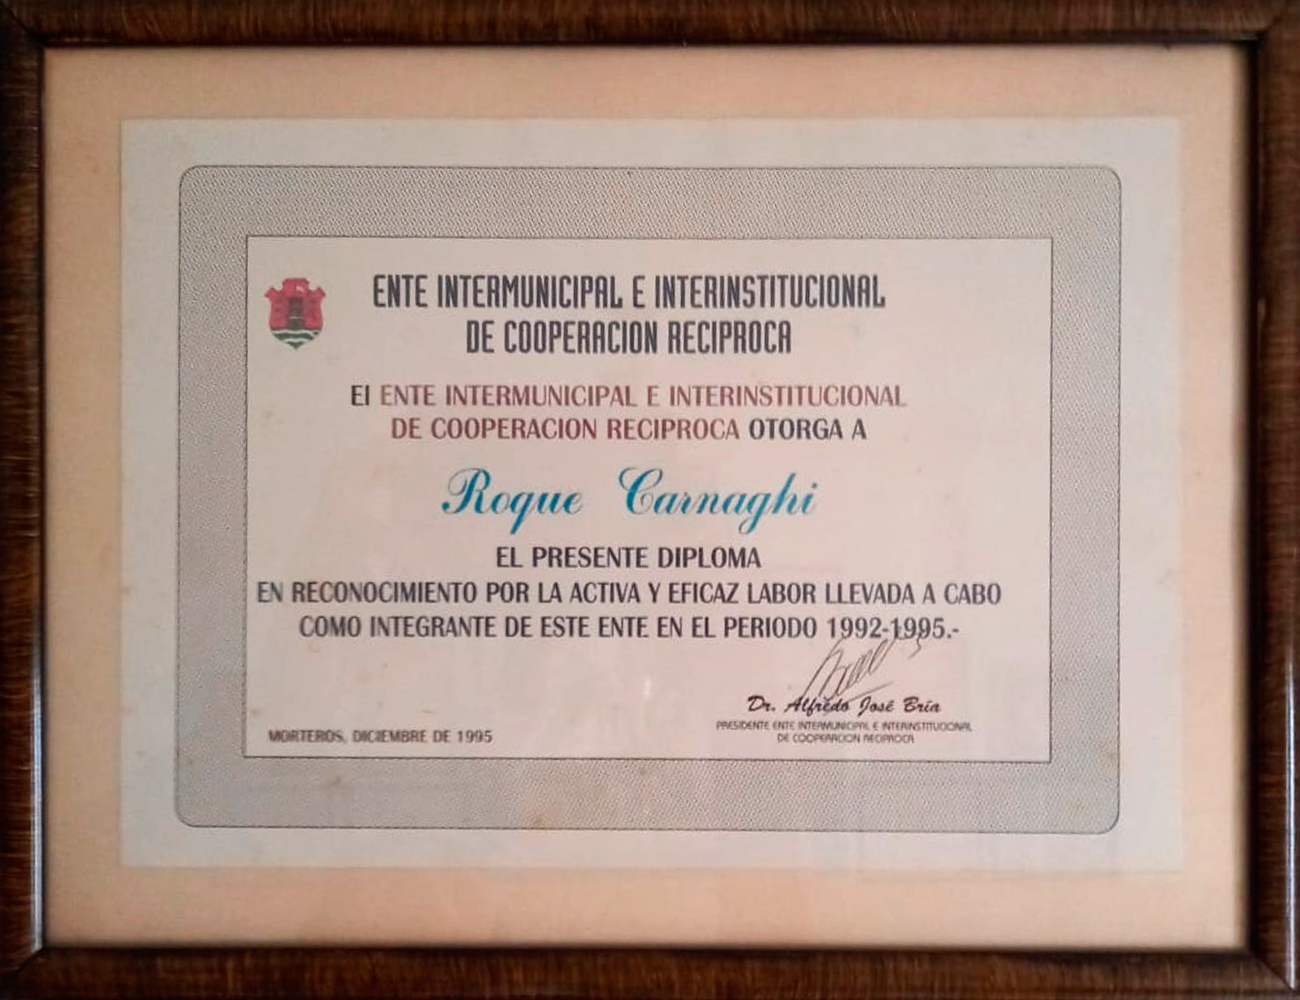 ENTE INTERMUNICIPAL E INTERINSTITUCIONAL
DE COOPERACION RECIPROCA
El ENTE INTERMUNICIPAL E INTERINSTITUCIONAL
DE COOPERACION RECIPROCA OTORGA A
Roque Carnaghi
EL PRESENTE DIPLOMA
EN RECONOCIMIENTO POR LA ACTIVA Y EFICAZ LABOR LLEVADA A CABO
COMO INTEGRANTE DE ESTE ENTE EN EL PERIODO 1992-1995.-
Dr. Alfredo José Bría
PRESIDENTE ENTE INTERMUNICIPAL E INTERINSTITUCIONAL
DE COOPERACION RECIPROCA
MORTEROS, DICIEMBRE DE 1995